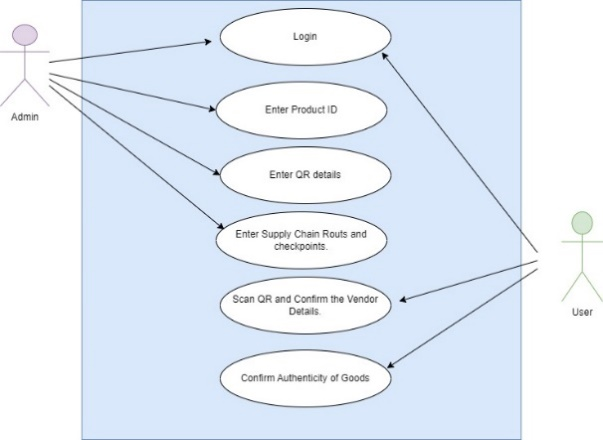 Login
Admin
Enter Product ID
Enter QR details
Enter Supply Chain Routs and
checkpoints.
Scan QR and Confirm the Vendor
Details.
User
Confirm Authenticity of Goods